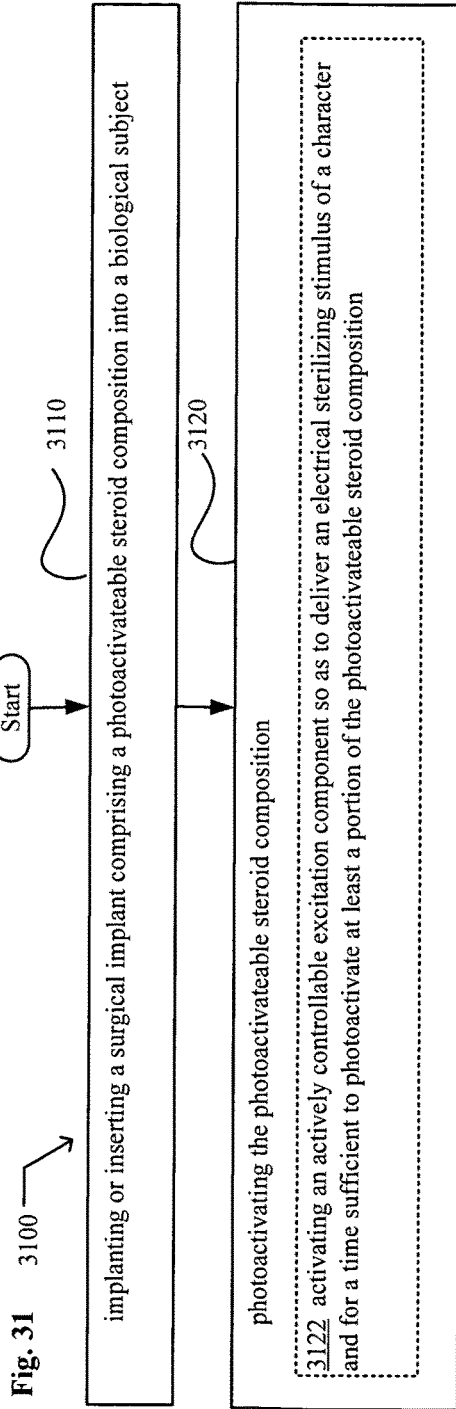 Fig. 31
3100
Start
3110
implanting or inserting a surgical implant comprising a photoactivateable steroid composition into a biological subject
3120
photoactivating the photoactivateable steroid composition
3122 activating an actively controllable excitation component so as to deliver an electrical sterilizing stimulus of a character
and for a time sufficient to photoactivate at least a portion of the photoactivateable steroid composition